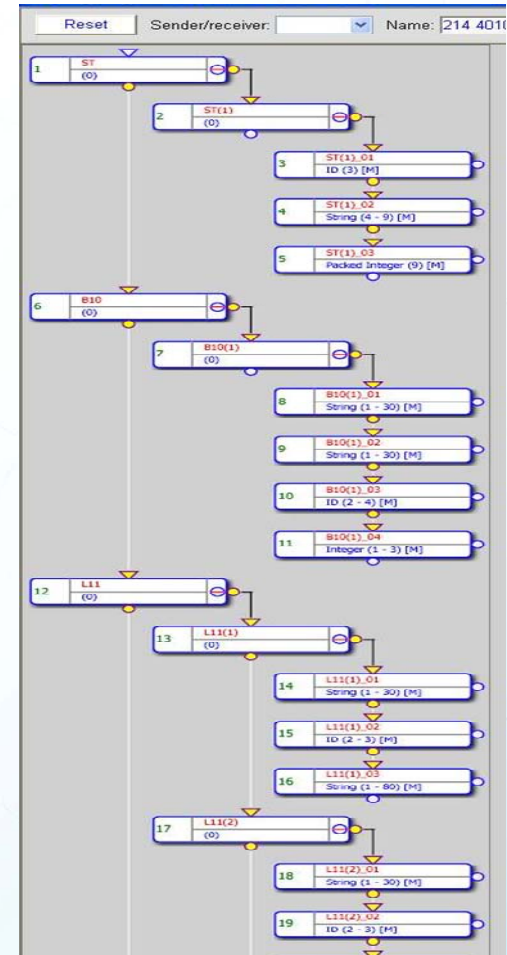 Reset Sender/receiver: Name: 214 4010
1 ST
(0)
2 ST(1)
(0)
3 ST(1)_01
ID (3) [M]
4 ST(1)_02
String (4 - 9) [M]
5 ST(1)_03
Packed Integer (9) [M]
6 B10
(0)
7 B10(1)
(0)
8 B10(1)_01
String (1 - 30) [M]
9 B10(1)_02
String (1 - 30) [M]
10 B10(1)_03
ID (2 - 4) [M]
11 B10(1)_04
Integer (1 - 3) [M]
12 L11
(0)
13 L11(1)
(0)
14 L11(1)_01
String (1 - 30) [M]
15 L11(1)_02
ID (2 - 3) [M]
16 L11(1)_03
String (1 - 80) [M]
17 L11(2)
(0)
18 L11(2)_01
String (1 - 30) [M]
19 L11(2)_02
ID (2 - 3) [M]